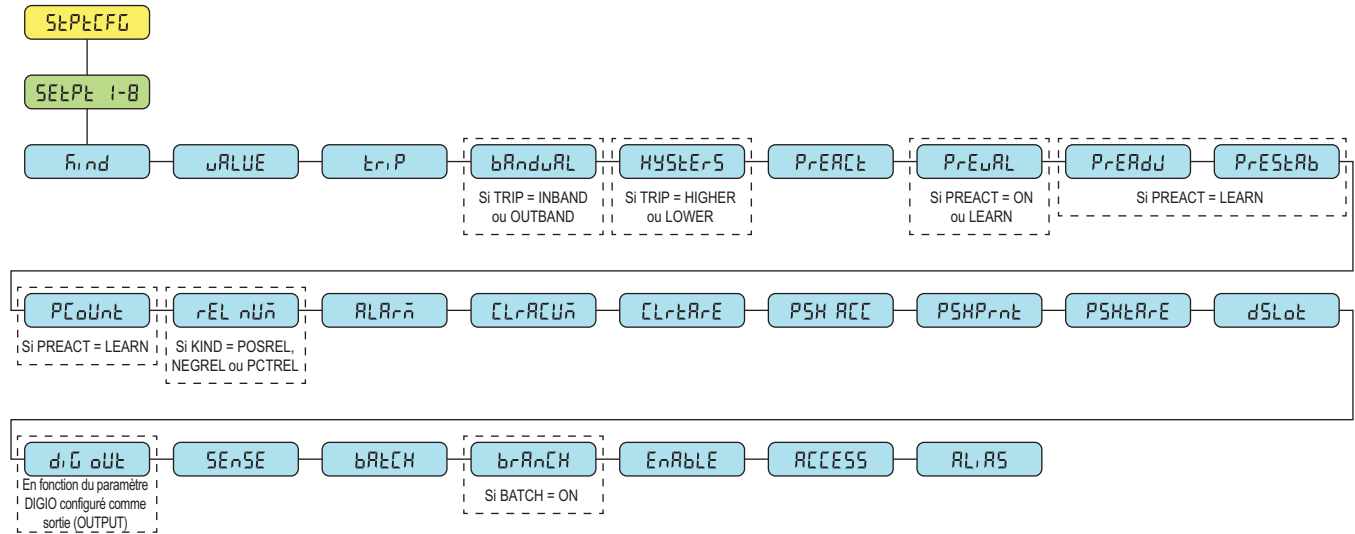 StPtCFG
SEtPt 1-8
kind
vALUE
triP
bAndvAL
HYStErS
PrEACt
PrEvAL
PrEAdJ
PrEStAb
Si TRIP = INBAND
ou OUTBAND
Si TRIP = HIGHER
ou LOWER
Si PREACT = ON
ou LEARN
Si PREACT = LEARN
PCoUnt
rEL nUm
ALArm
CLrACUm
CLrtArE
PSH ACC
PSHPrnt
PSHtArE
dSLot
Si PREACT = LEARN
Si KIND = POSREL,
NEGREL ou PCTREL
diG oUt
SEnSE
bAtCH
brAnCH
EnAbLE
ACCESS
ALiAS
En fonction du paramètre
DIGIO configuré comme
sortie (OUTPUT)
Si BATCH = ON